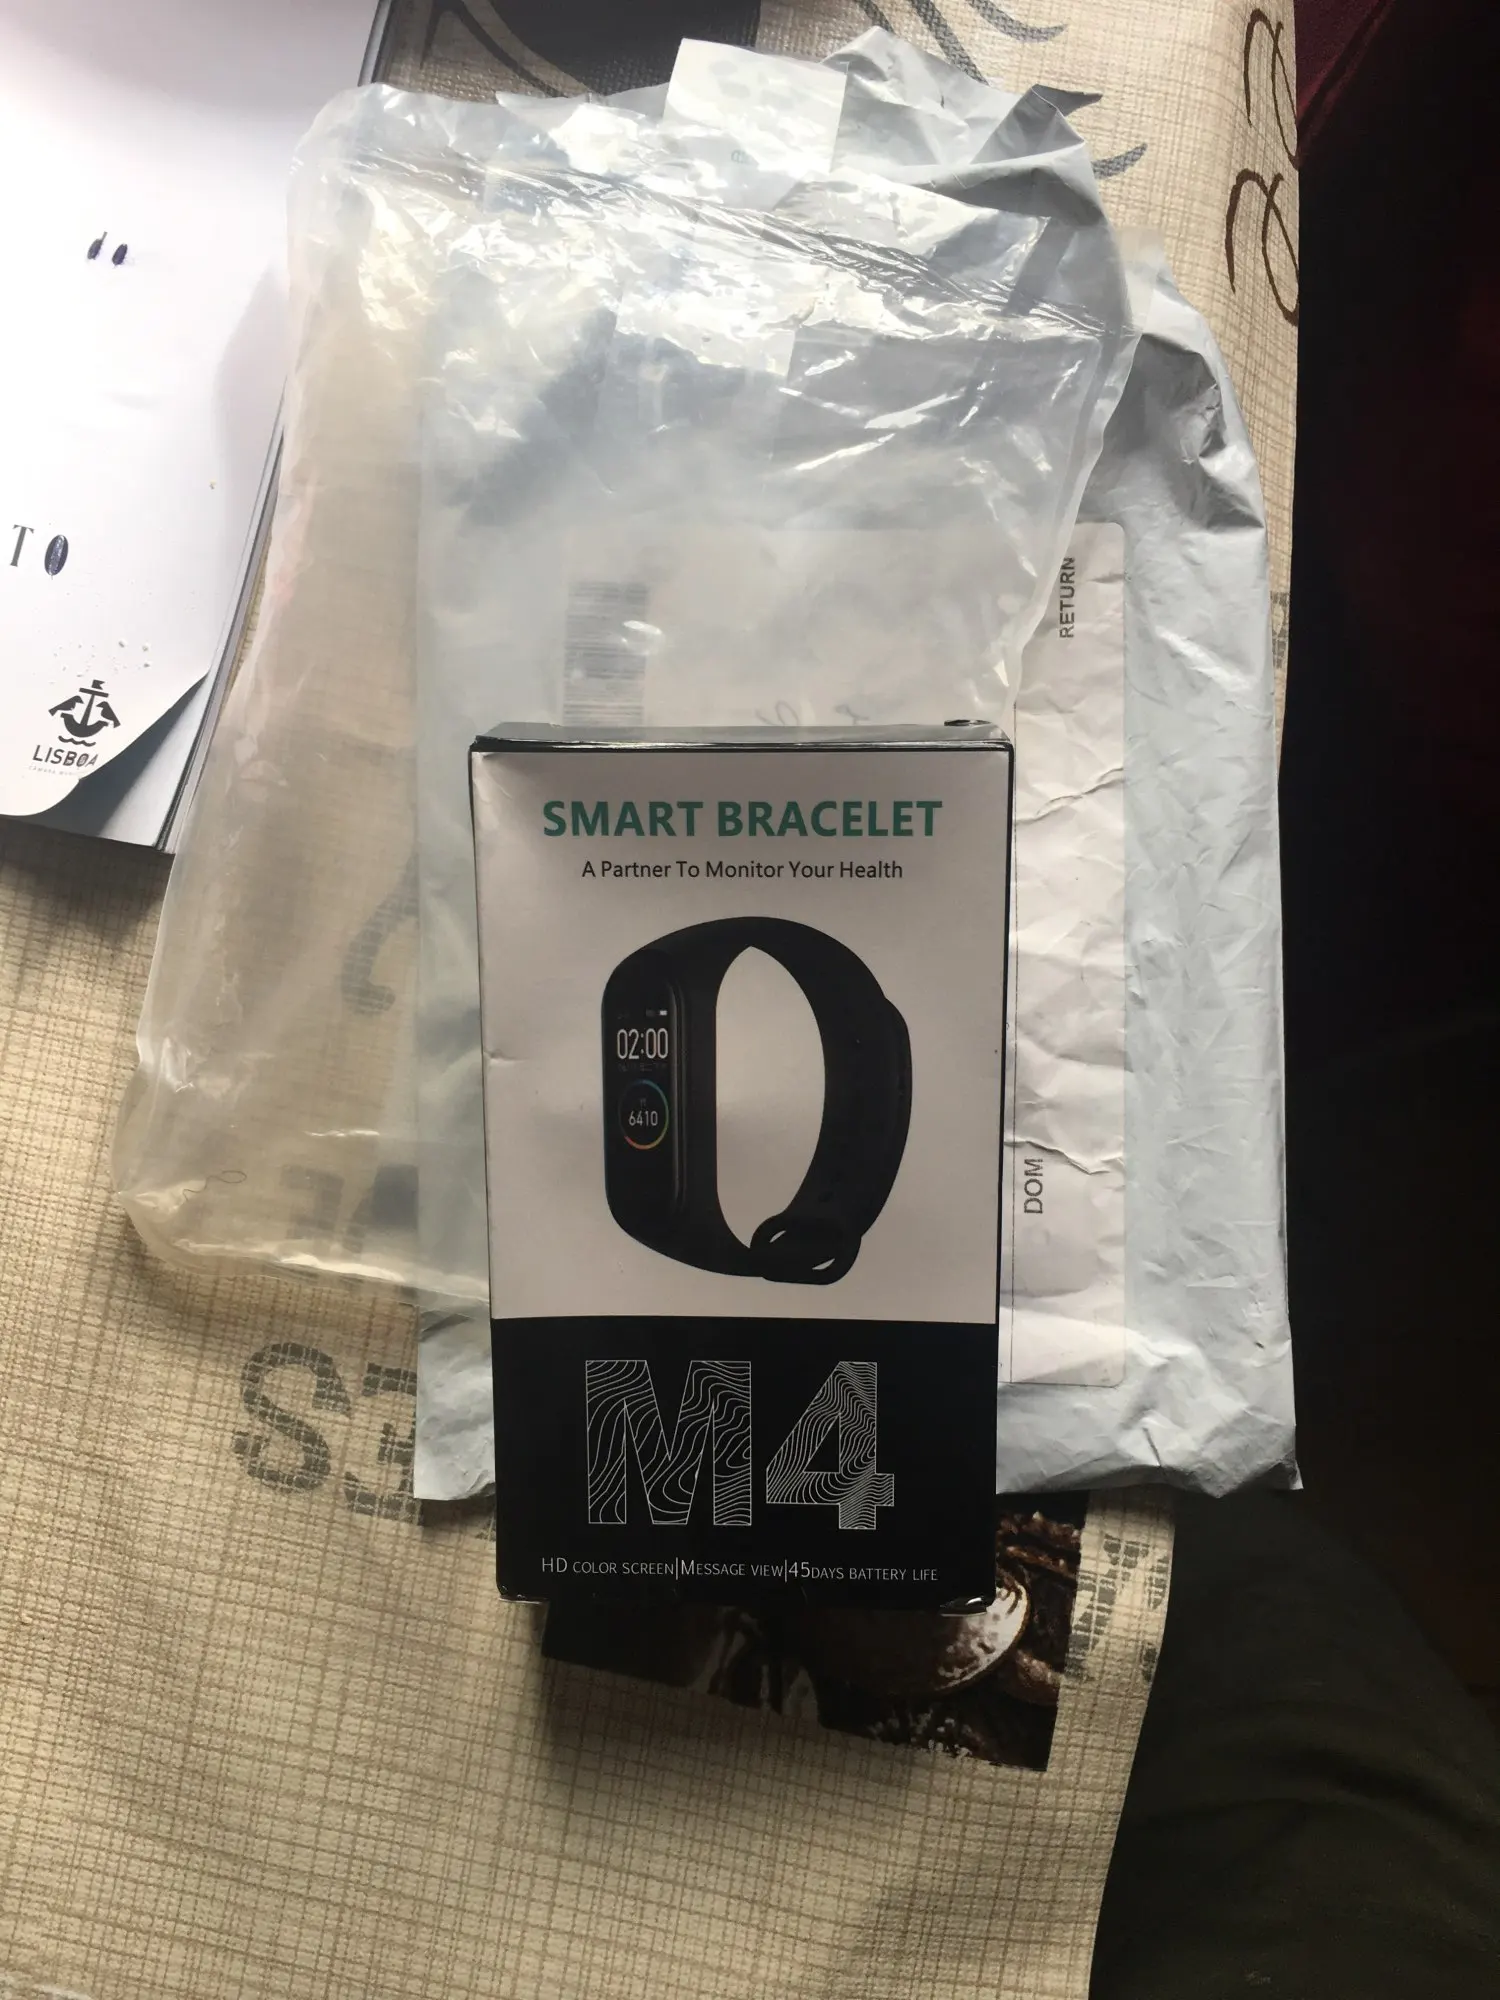 TO
LISBOA
RETURN
DOM
SMART BRACELET
A Partner To Monitor Your Health
02:00
6410
M4
HD COLOR SCREEN|MESSAGE VIEW|45DAYS BATTERY LIFE